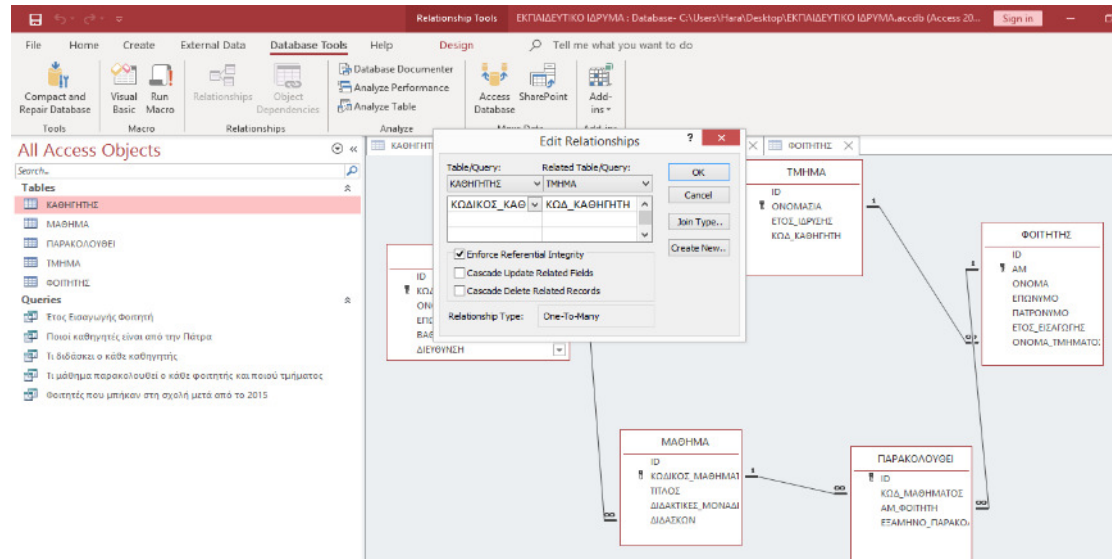 Relationship Tools
ΕΚΠΑΙΔΕΥΤΙΚΟ ΙΔΡΥΜΑ : Database- C:\Users\Hara\Desktop\ΕΚΠΑΙΔΕΥΤΙΚΟ ΙΔΡΥΜΑ.accdb (Access 20...
Sign in
File Home Create External Data Database Tools Help Design Tell me what you want to do
Compact and Repair Database
Visual Basic
Run Macro
Relationships
Object Dependencies
Database Documenter
Analyze Performance
Analyze Table
Access Database
SharePoint
Add-ins
Tools Macro Relationships Analyze
All Access Objects
Search...
Tables
ΚΑΘΗΓΗΤΗΣ
ΜΑΘΗΜΑ
ΠΑΡΑΚΟΛΟΥΘΕΙ
ΤΜΗΜΑ
ΦΟΙΤΗΤΗΣ
Queries
Έτος Εισαγωγής Φοιτητή
Ποιοί καθηγητές είναι από την Πάτρα
Τι διδάσκει ο κάθε καθηγητής
Τι μάθημα παρακολουθεί ο κάθε φοιτητής και ποιού τμήματος
Φοιτητές που μπήκαν στη σχολή μετά από το 2015
ΦΟΙΤΗΤΗΣ
Edit Relationships
Table/Query: Related Table/Query:
ΚΑΘΗΓΗΤΗΣ ΤΜΗΜΑ
ΚΩΔΙΚΟΣ_ΚΑΘ ΚΩΔ_ΚΑΘΗΓΗΤΗ
Enforce Referential Integrity
Cascade Update Related Fields
Cascade Delete Related Records
Relationship Type: One-To-Many
OK
Cancel
Join Type..
Create New..
ID
ΔΙΕΥΘΥΝΣΗ
ΤΜΗΜΑ
ID
ΟΝΟΜΑΣΙΑ
ΕΤΟΣ_ΙΔΡΥΣΗΣ
ΚΩΔ_ΚΑΘΗΓΗΤΗ
1
ΦΟΙΤΗΤΗΣ
ID
ΑΜ
ΟΝΟΜΑ
ΕΠΩΝΥΜΟ
ΠΑΤΡΟΝΥΜΟ
ΕΤΟΣ_ΕΙΣΑΓΩΓΗΣ
ΟΝΟΜΑ_ΤΜΗΜΑΤΟΣ
1
∞
ΜΑΘΗΜΑ
ID
ΚΩΔΙΚΟΣ_ΜΑΘΗΜΑΤ
ΤΙΤΛΟΣ
ΔΙΔΑΚΤΙΚΕΣ_ΜΟΝΑΔΙ
ΔΙΔΑΣΚΩΝ
∞
1
ΠΑΡΑΚΟΛΟΥΘΕΙ
ID
ΚΩΔ_ΜΑΘΗΜΑΤΟΣ
ΑΜ_ΦΟΙΤΗΤΗ
ΕΞΑΜΗΝΟ_ΠΑΡΑΚΟΛ
∞
∞